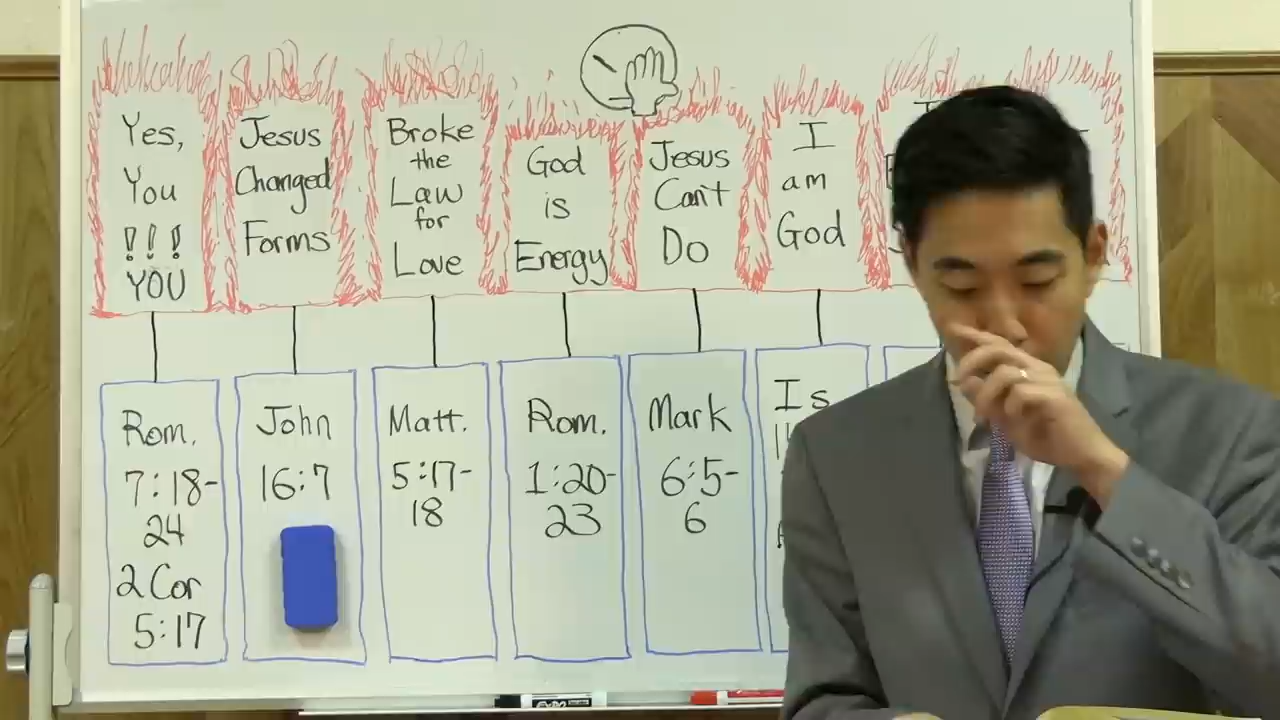 Yes,
You
!!!
YOU
Jesus
Changed
Forms
Broke
the
Law
for
Love
God
is
Energy
Jesus
Can't
Do
I
am
God
Rom.
7:18-
24
2 Cor
5:17
John
16:7
Matt.
5:17-
18
Rom.
1:20-
23
Mark
6:5-
6
Is